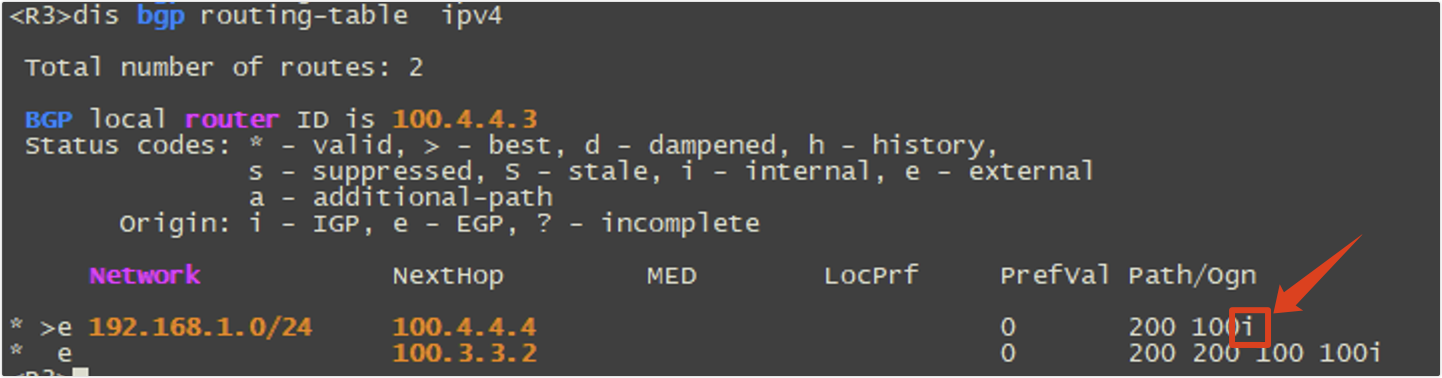 <R3>dis bgp routing-table  ipv4
Total number of routes: 2
BGP local router ID is 100.4.4.3
Status codes: * - valid, > - best, d - dampened, h - history,
s - suppressed, S - stale, i - internal, e - external
a - additional-path
Origin: i - IGP, e - EGP, ? - incomplete
Network NextHop MED LocPrf PrefVal Path/Ogn
* >e 192.168.1.0/24 100.4.4.4 0 200 100i
*  e 100.3.3.2 0 200 200 100 100i
<R3>